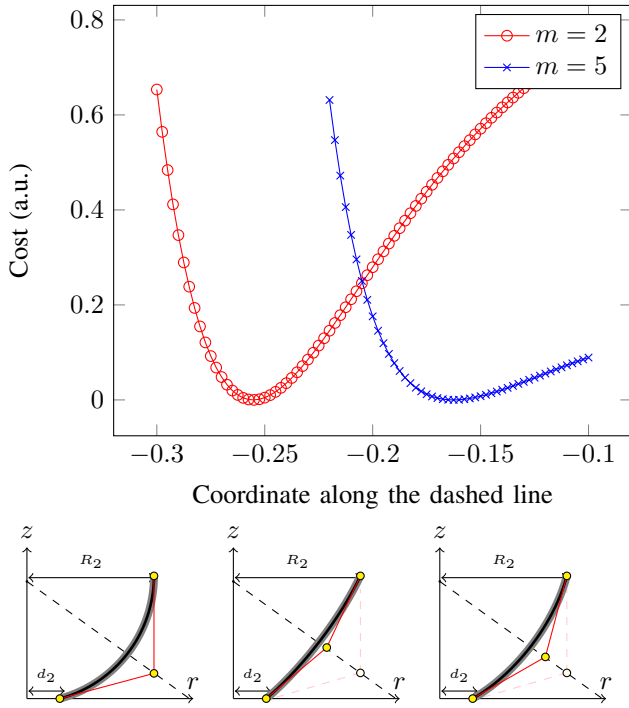 0.8
0.6
0.4
0.2
0
Cost (a.u.)
m = 2
m = 5
−0.3 −0.25 −0.2 −0.15 −0.1
Coordinate along the dashed line
z z z
R₂ R₂ R₂
d₂ r d₂ r d₂ r